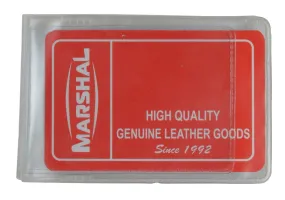 MARSHAL
HIGH QUALITY
GENUINE LEATHER GOODS
Since 1992